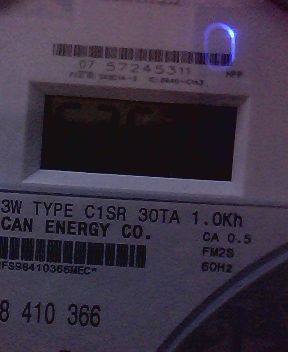 07 57245311 MPP
3W TYPE C1SR 30TA 1.0Kh
CAN ENERGY CO. CA 0.5
FM2S
60Hz
8 410 366